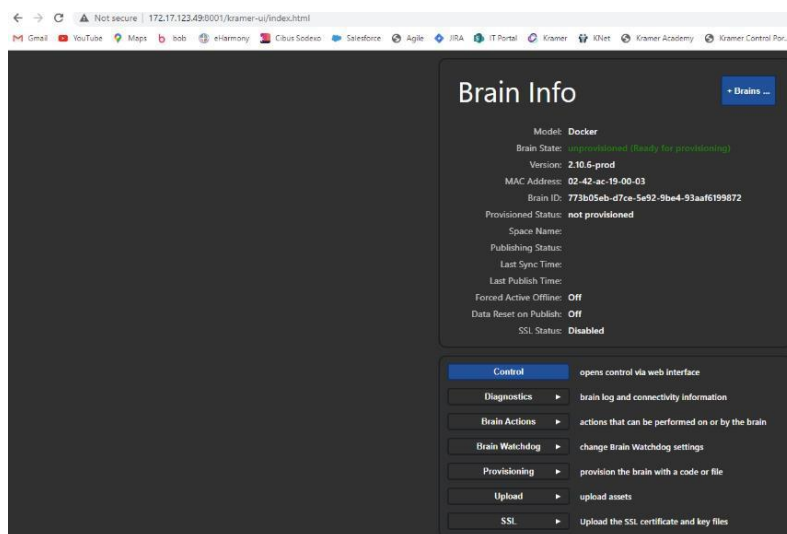 Not secure | 172.17.123.49:8001/kramer-ui/index.html
Gmail YouTube Maps bob eHarmony Cibus Sodexo Salesforce Agile JIRA IT Portal Kramer KNet Kramer Academy Kramer Control Por...
Brain Info
+ Brains ...
Model: Docker
Brain State: unprovisioned (Ready for provisioning)
Version: 2.10.6-prod
MAC Address: 02-42-ac-19-00-03
Brain ID: 773b05eb-d7ce-5e92-9be4-93aaf6199872
Provisioned Status: not provisioned
Space Name:
Publishing Status:
Last Sync Time:
Last Publish Time:
Forced Active Offline: Off
Data Reset on Publish: Off
SSL Status: Disabled
Control opens control via web interface
Diagnostics brain log and connectivity information
Brain Actions actions that can be performed on or by the brain
Brain Watchdog change Brain Watchdog settings
Provisioning provision the brain with a code or file
Upload upload assets
SSL Upload the SSL certificate and key files